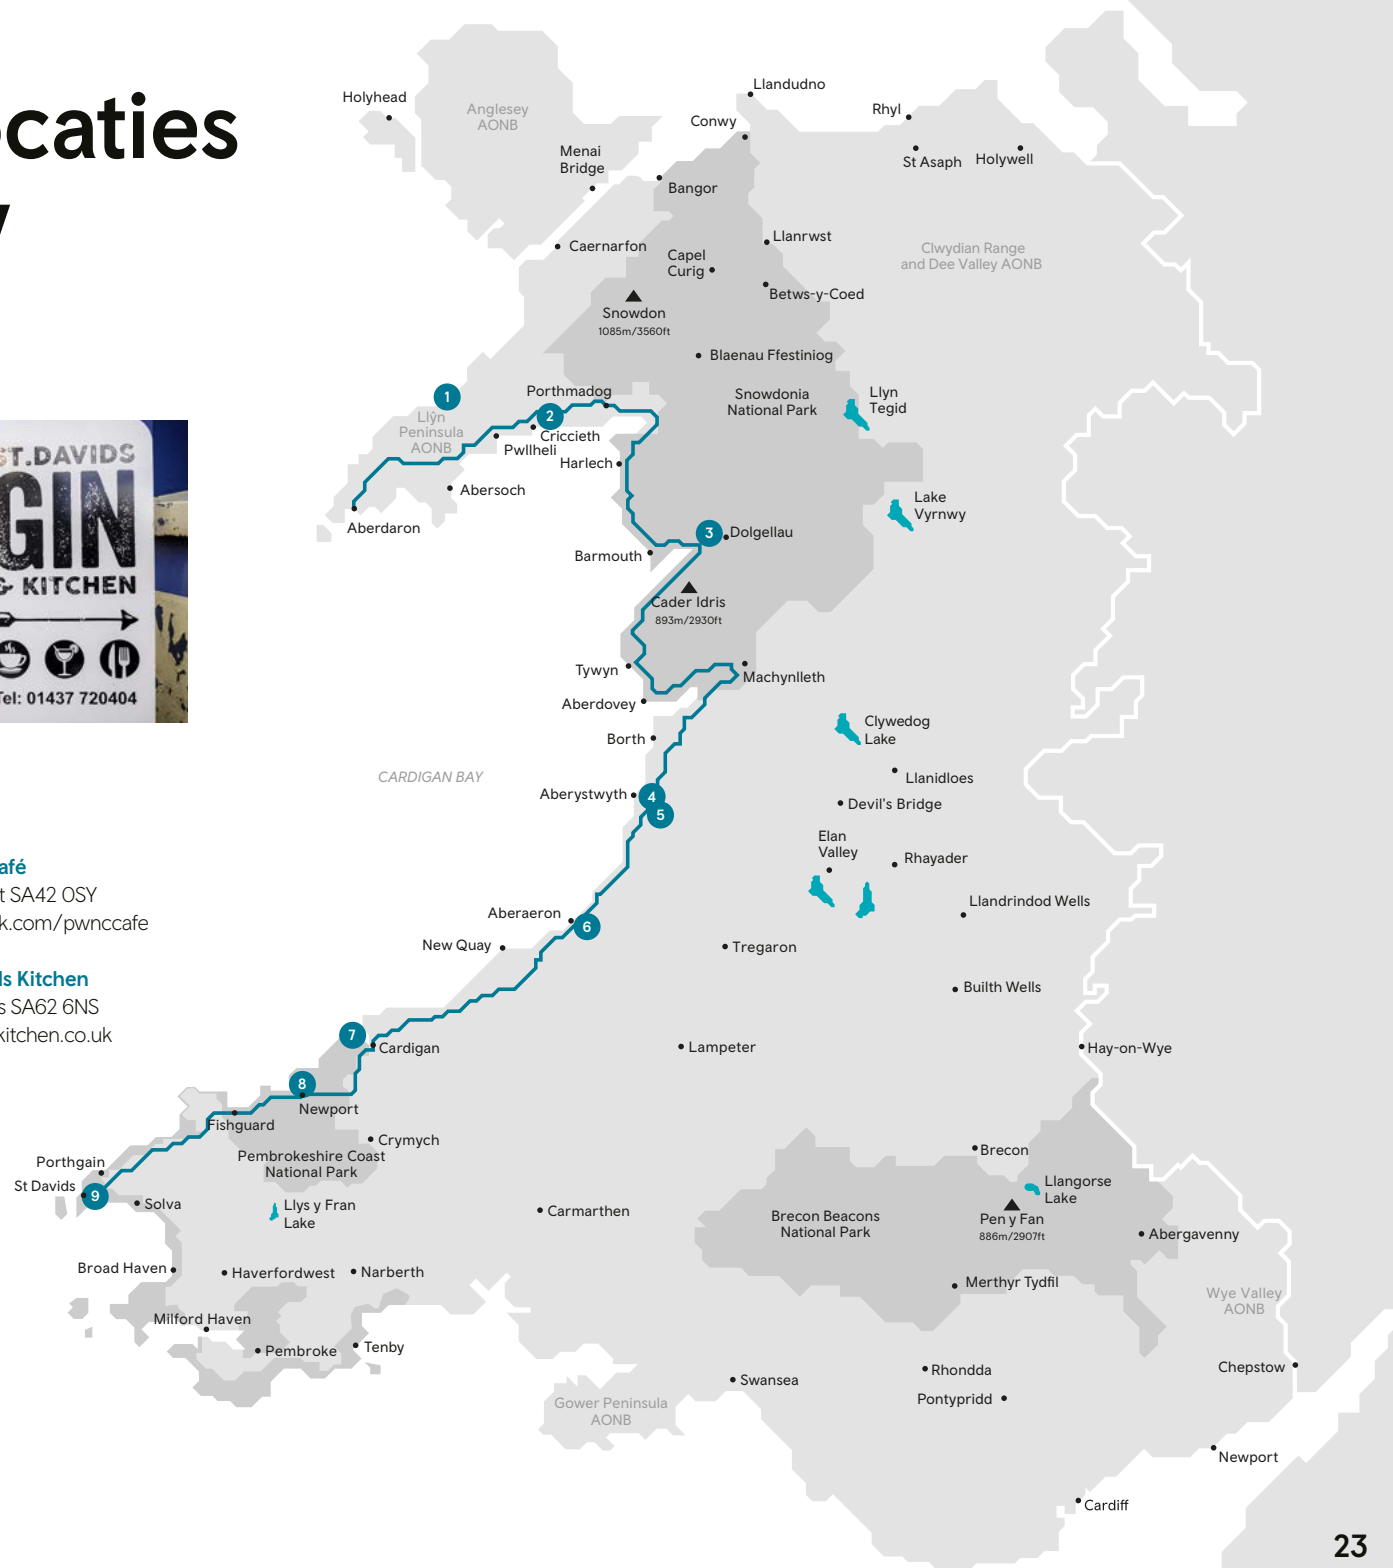 ocaties
ST.DAVIDS
GIN
& KITCHEN
Tel: 01437 720404
afé
t SA42 0SY
k.com/pwnccafe
ls Kitchen
s SA62 6NS
kitchen.co.uk
Holyhead
Anglesey
AONB
Menai
Bridge
Llandudno
Conwy
Rhyl
St Asaph
Holywell
Bangor
Caernarfon
Llanrwst
Capel
Curig
Betws-y-Coed
Clwydian Range
and Dee Valley AONB
Snowdon
1085m/3560ft
Blaenau Ffestiniog
Snowdonia
National Park
Llyn
Tegid
1
Llŷn
Peninsula
AONB
Porthmadog
2
Criccieth
Pwllheli
Harlech
Abersoch
Aberdaron
Lake
Vyrnwy
3
Dolgellau
Barmouth
Cader Idris
893m/2930ft
Tywyn
Machynlleth
Aberdovey
Borth
Clywedog
Lake
CARDIGAN BAY
Llanidloes
Aberystwyth
4
5
Devil's Bridge
Elan
Valley
Rhayader
Llandrindod Wells
Aberaeron
6
New Quay
Tregaron
Builth Wells
7
Cardigan
Lampeter
Hay-on-Wye
8
Newport
Fishguard
Crymych
Pembrokeshire Coast
National Park
Porthgain
St Davids
9
Solva
Llys y Fran
Lake
Carmarthen
Brecon
Llangorse
Lake
Brecon Beacons
National Park
Pen y Fan
886m/2907ft
Abergavenny
Broad Haven
Haverfordwest
Narberth
Merthyr Tydfil
Wye Valley
AONB
Milford Haven
Pembroke
Tenby
Chepstow
Swansea
Rhondda
Pontypridd
Gower Peninsula
AONB
Newport
Cardiff
23